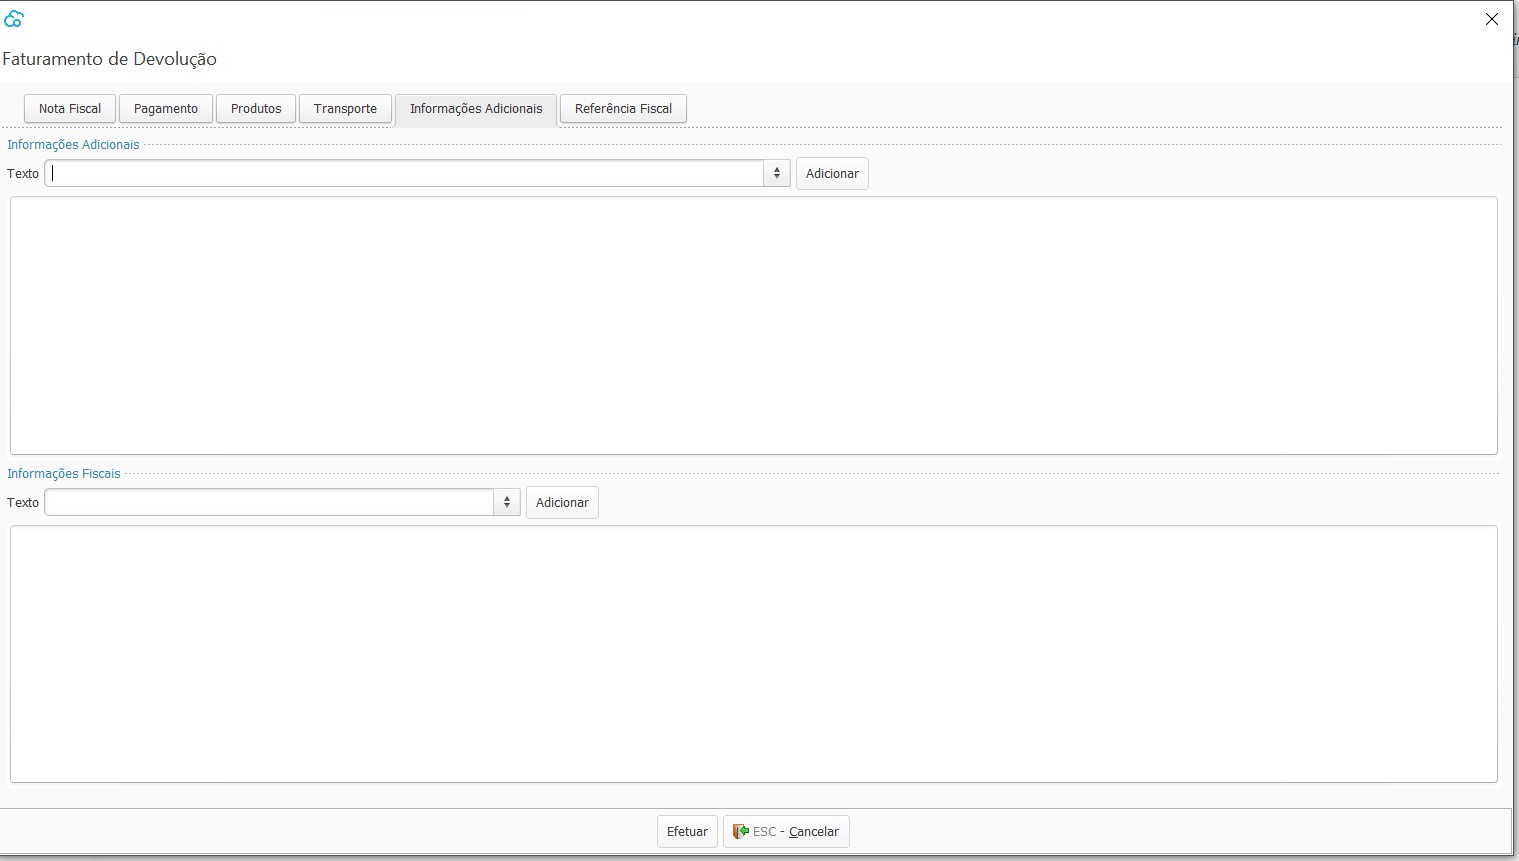 Faturamento de Devolução
Nota Fiscal Pagamento Produtos Transporte Informações Adicionais Referência Fiscal
Informações Adicionais
Texto Adicionar
Informações Fiscais
Texto Adicionar
Efetuar ESC - Cancelar